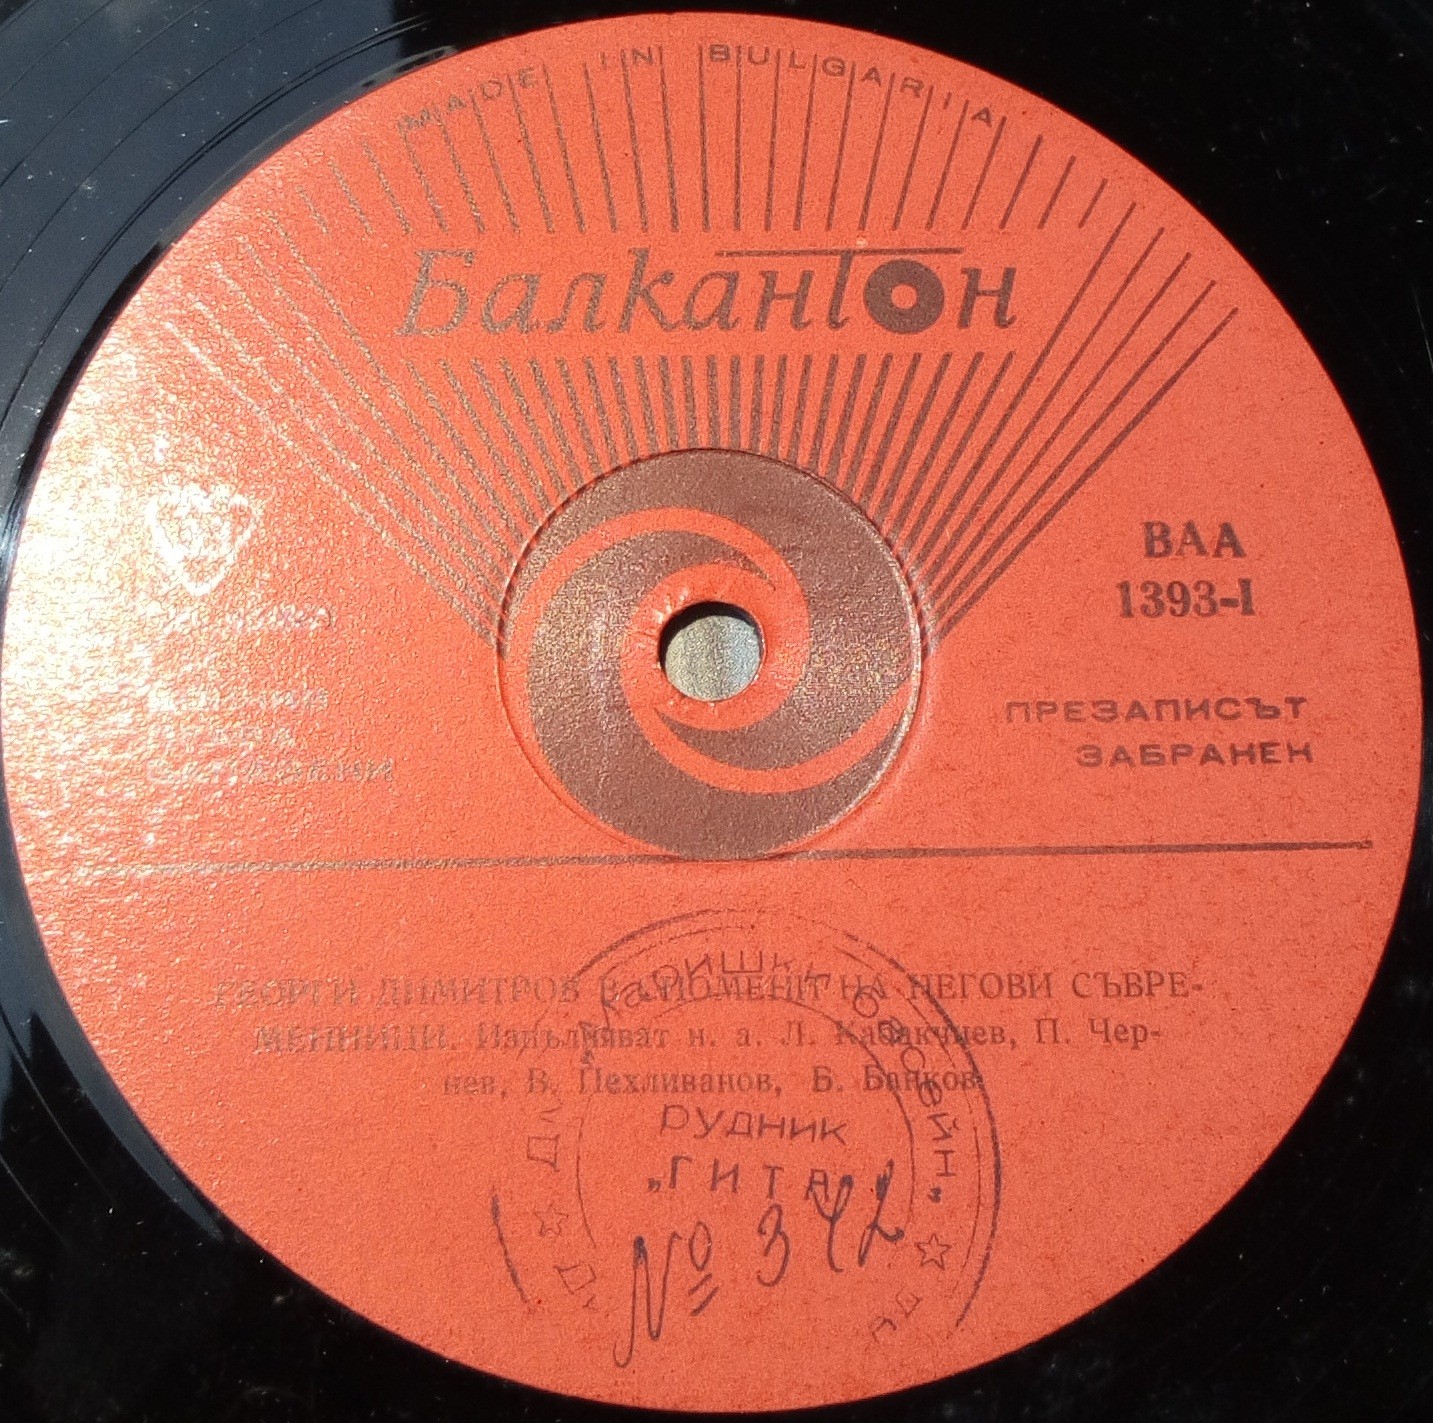 MADE IN BULGARIA
Балкантон
ВАА
1393-I
ПРЕЗАПИСЪТ
ЗАБРАНЕН
ГЕОРГИ ДИМИТРОВ В СПОМЕНИТЕ НА НЕГОВИ СЪВРЕ-
МЕННИЦИ. Изпълняват н. а. Л. Кабакчиев, П. Чер-
нев, В. Пехливанов, Б. Банков
РУДНИК
„ГИТА
№ 342